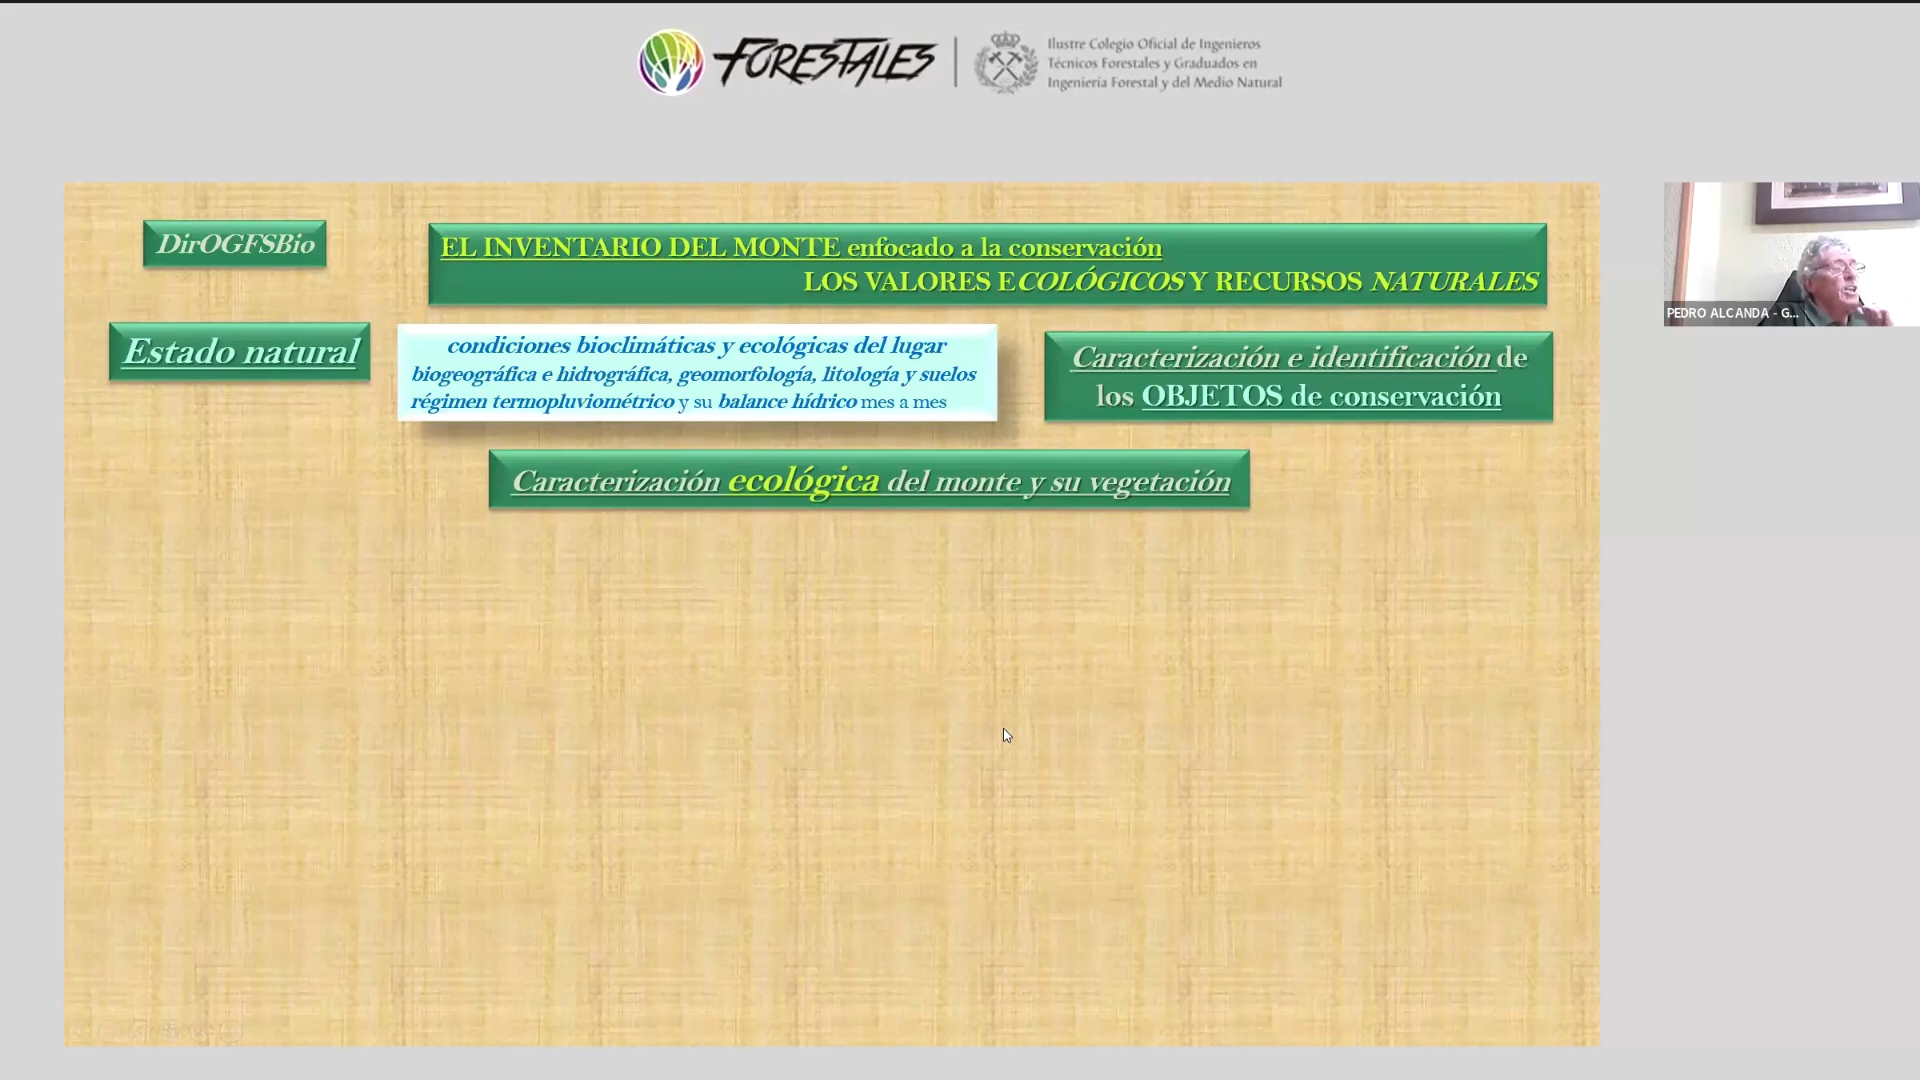 FORESTALES
Ilustre Colegio Oficial de Ingenieros
Técnicos Forestales y Graduados en
Ingeniería Forestal y del Medio Natural
DirOGFSBio
EL INVENTARIO DEL MONTE enfocado a la conservación
LOS VALORES ECOLÓGICOS Y RECURSOS NATURALES
Estado natural
condiciones bioclimáticas y ecológicas del lugar
biogeográfica e hidrográfica, geomorfología, litología y suelos
régimen termopluviométrico y su balance hídrico mes a mes
Caracterización e identificación de
los OBJETOS de conservación
Caracterización ecológica del monte y su vegetación
PEDRO ALCANDA - G...